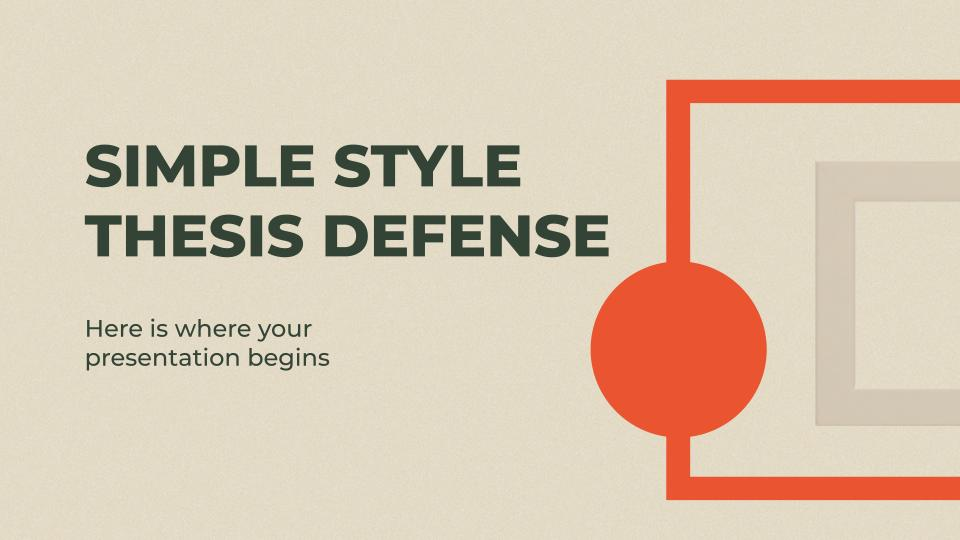 SIMPLE STYLE
THESIS DEFENSE
Here is where your
presentation begins